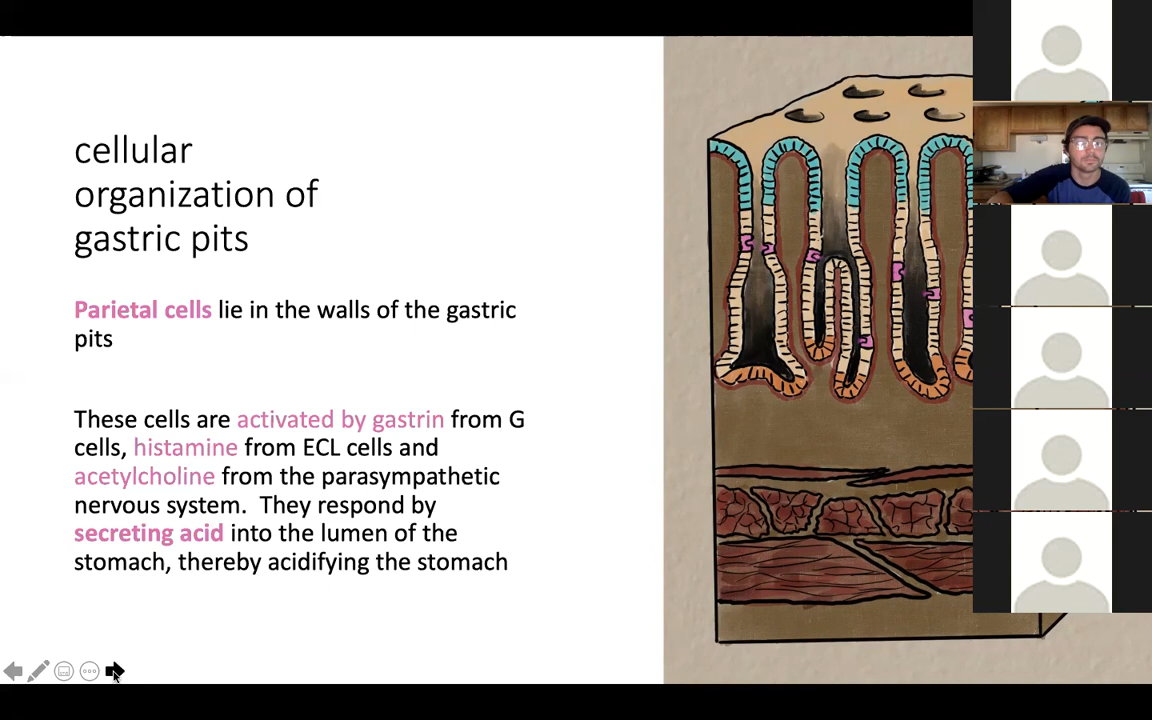 cellular
organization of
gastric pits
Parietal cells lie in the walls of the gastric
pits
These cells are activated by gastrin from G
cells, histamine from ECL cells and
acetylcholine from the parasympathetic
nervous system.  They respond by
secreting acid into the lumen of the
stomach, thereby acidifying the stomach